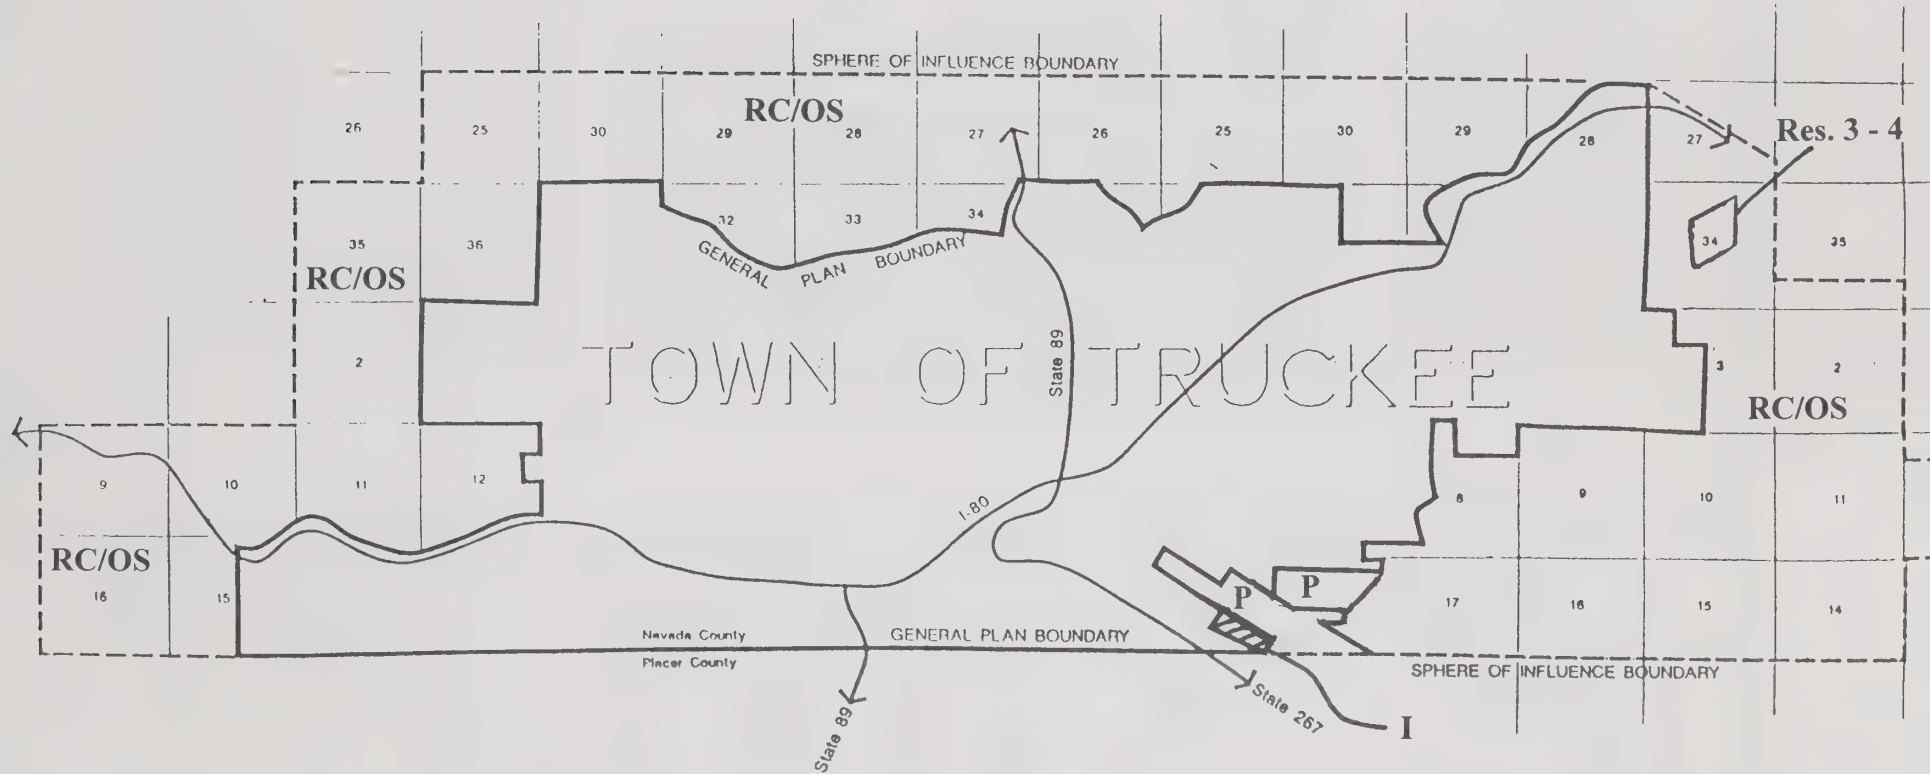 SPHERE OF INFLUENCE BOUNDARY
RC/OS
26 25 30 29 28 27 26 25 30 29 28 27
Res. 3 - 4
32 33 34
35 36
34 35
GENERAL PLAN BOUNDARY
RC/OS
State 89
TOWN OF TRUCKEE
2
3 2
RC/OS
9 10 11 12
I-80
8 9 10 11
RC/OS
16 15
P P
17 16 15 14
Nevada County
GENERAL PLAN BOUNDARY
Placer County
SPHERE OF INFLUENCE BOUNDARY
State 89
State 267
I